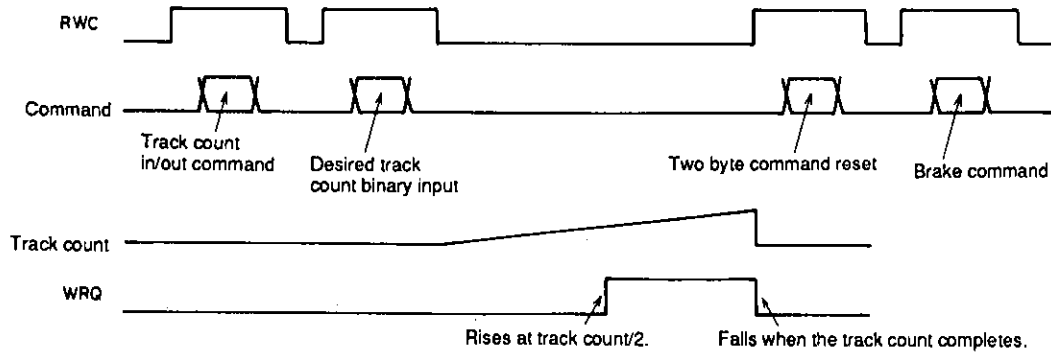 RWC
Command
Track count
in/out command
Desired track
count binary input
Two byte command reset
Brake command
Track count
WRQ
Rises at track count/2.
Falls when the track count completes.